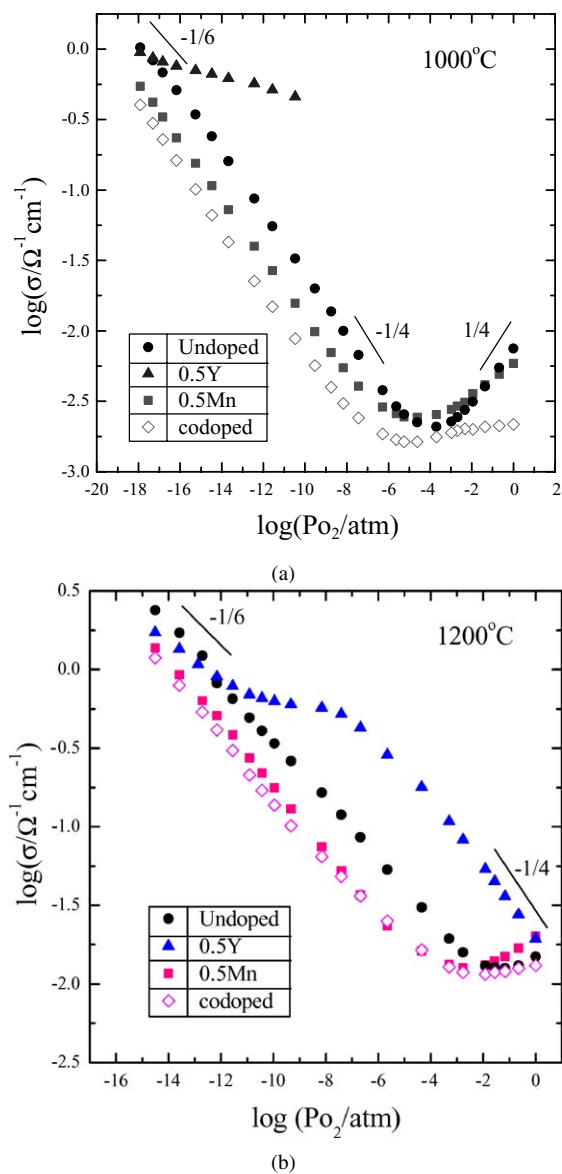 (a)
0.0
-0.5
-1.0
-1.5
-2.0
-2.5
-3.0
-1/6
1000°C
-1/4
1/4
Undoped
0.5Y
0.5Mn
codoped
log(σ/Ω⁻¹ cm⁻¹)
-20 -18 -16 -14 -12 -10 -8 -6 -4 -2 0 2
log(Po₂/atm)
(a)
0.5
0.0
-0.5
-1.0
-1.5
-2.0
-2.5
-1/6
1200°C
-1/4
Undoped
0.5Y
0.5Mn
codoped
log(σ/Ω⁻¹ cm⁻¹)
-16 -14 -12 -10 -8 -6 -4 -2 0
log (Po₂/atm)
(b)